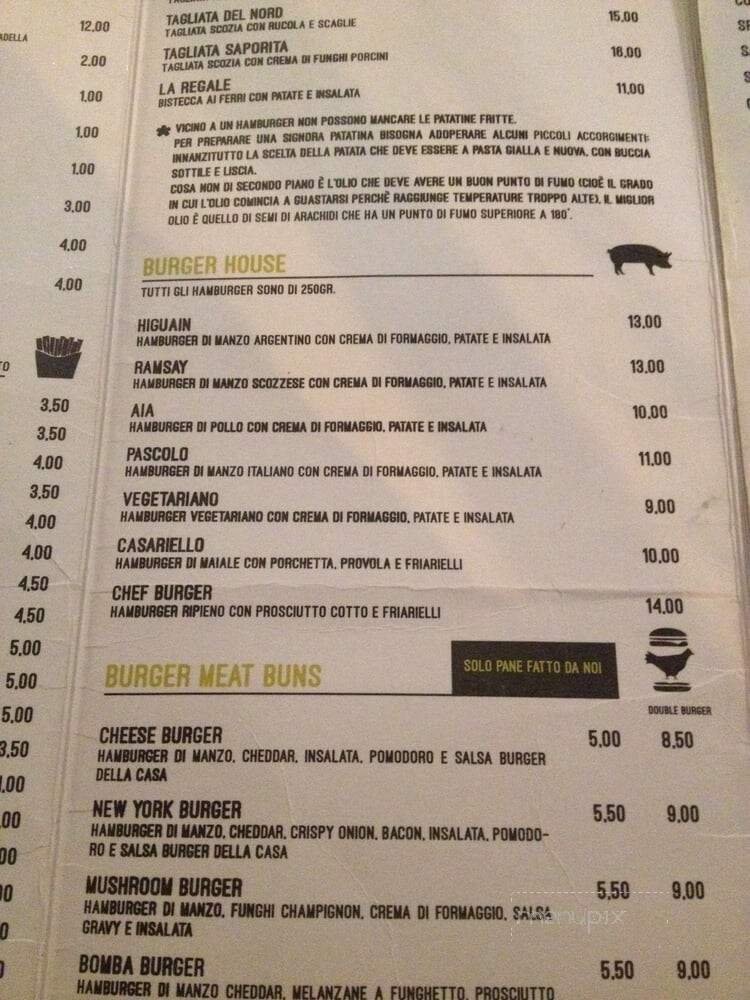 ADELLA
12,00
2.00
1,00
1,00
1,00
3,00
4,00
4,00
3,50
3,50
4,00
3,50
4,00
4,00
4,50
4,50
5,00
5,00
5,00
3,50
TAGLIATA DEL NORD 15,00
TAGLIATA SCOZIA CON RUCOLA E SCAGLIE
TAGLIATA SAPORITA 16,00
TAGLIATA SCOZIA CON CREMA DI FUNGHI PORCINI
LA REGALE 11,00
BISTECCA AI FERRI CON PATATE E INSALATA
* VICINO A UN HAMBURGER NON POSSONO MANCARE LE PATATINE FRITTE.
PER PREPARARE UNA SIGNORA PATATINA BISOGNA ADOPERARE ALCUNI PICCOLI ACCORGIMENTI:
INNANZITUTTO LA SCELTA DELLA PATATA CHE DEVE ESSERE A PASTA GIALLA E NUOVA, CON BUCCIA
SOTTILE E LISCIA.
COSA NON DI SECONDO PIANO È L'OLIO CHE DEVE AVERE UN BUON PUNTO DI FUMO (CIOÈ IL GRADO
IN CUI L'OLIO COMINCIA A GUASTARSI PERCHÈ RAGGIUNGE TEMPERATURE TROPPO ALTE). IL MIGLIOR
OLIO È QUELLO DI SEMI DI ARACHIDI CHE HA UN PUNTO DI FUMO SUPERIORE A 180°.
BURGER HOUSE
TUTTI GLI HAMBURGER SONO DI 250GR.
HIGUAIN 13,00
HAMBURGER DI MANZO ARGENTINO CON CREMA DI FORMAGGIO, PATATE E INSALATA
RAMSAY 13,00
HAMBURGER DI MANZO SCOZZESE CON CREMA DI FORMAGGIO, PATATE E INSALATA
AIA 10,00
HAMBURGER DI POLLO CON CREMA DI FORMAGGIO, PATATE E INSALATA
PASCOLO 11,00
HAMBURGER DI MANZO ITALIANO CON CREMA DI FORMAGGIO, PATATE E INSALATA
VEGETARIANO 9,00
HAMBURGER VEGETARIANO CON CREMA DI FORMAGGIO, PATATE E INSALATA
CASARIELLO 10,00
HAMBURGER DI MAIALE CON PORCHETTA, PROVOLA E FRIARIELLI
CHEF BURGER 14,00
HAMBURGER RIPIENO CON PROSCIUTTO COTTO E FRIARIELLI
BURGER MEAT BUNS
SOLO PANE FATTO DA NOI
DOUBLE BURGER
CHEESE BURGER 5,00 8,50
HAMBURGER DI MANZO, CHEDDAR, INSALATA, POMODORO E SALSA BURGER
DELLA CASA
NEW YORK BURGER 5,50 9,00
HAMBURGER DI MANZO, CHEDDAR, CRISPY ONION, BACON, INSALATA, POMODO-
RO E SALSA BURGER DELLA CASA
MUSHROOM BURGER 5,50 9,00
HAMBURGER DI MANZO, FUNGHI CHAMPIGNON, CREMA DI FORMAGGIO, SALSA
GRAVY E INSALATA
menupix
BOMBA BURGER 5,50 9,00
HAMBURGER DI MANZO CHEDDAR, MELANZANE A FUNGHETTO, PROSCIUTTO